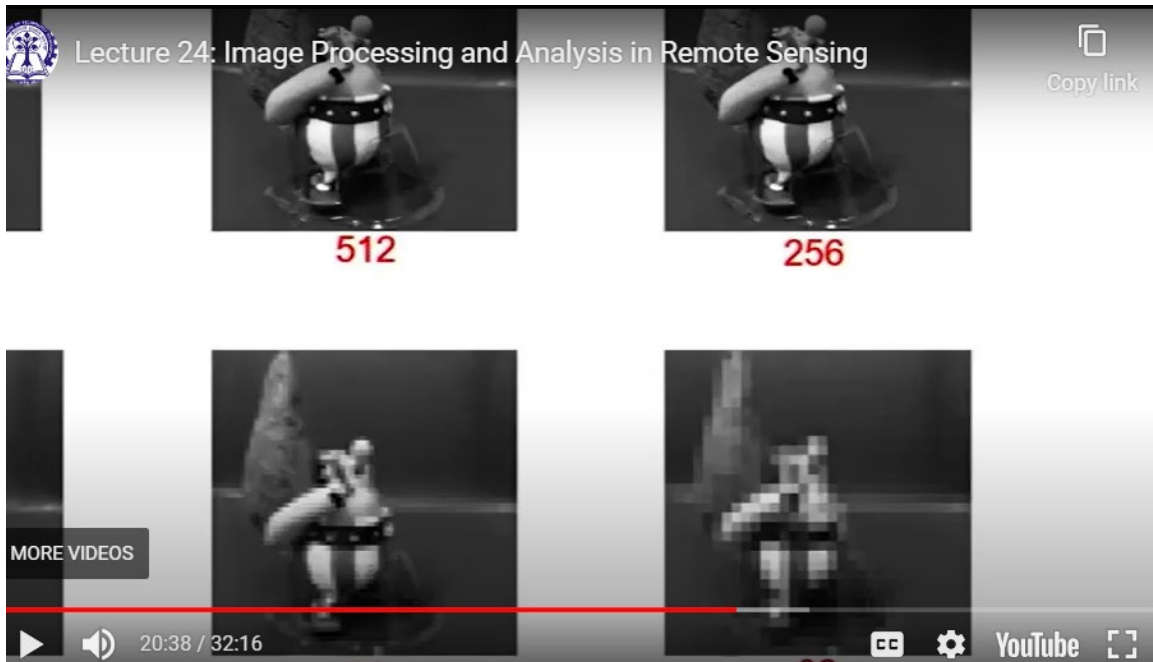 Lecture 24: Image Processing and Analysis in Remote Sensing
Copy link
512
256
MORE VIDEOS
20:38 / 32:16
CC
YouTube